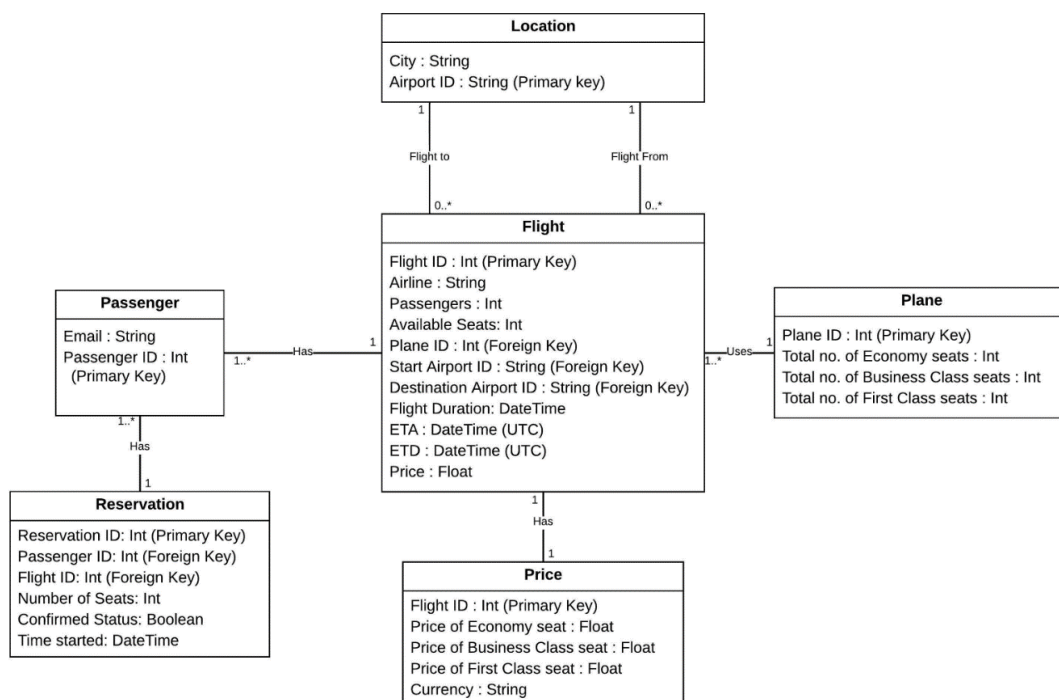 Location
City : String
Airport ID : String (Primary key)
1
1
Flight to
Flight From
0..*
0..*
Flight
Flight ID : Int (Primary Key)
Airline : String
Passengers : Int
Available Seats: Int
Plane ID : Int (Foreign Key)
Start Airport ID : String (Foreign Key)
Destination Airport ID : String (Foreign Key)
Flight Duration: DateTime
ETA : DateTime (UTC)
ETD : DateTime (UTC)
Price : Float
Passenger
Email : String
Passenger ID : Int
(Primary Key)
1..*
Has
1
1..*
Uses
1
Plane
Plane ID : Int (Primary Key)
Total no. of Economy seats : Int
Total no. of Business Class seats : Int
Total no. of First Class seats : Int
1..*
Has
1
Reservation
Reservation ID: Int (Primary Key)
Passenger ID: Int (Foreign Key)
Flight ID: Int (Foreign Key)
Number of Seats: Int
Confirmed Status: Boolean
Time started: DateTime
1
Has
1
Price
Flight ID : Int (Primary Key)
Price of Economy seat : Float
Price of Business Class seat : Float
Price of First Class seat : Float
Currency : String